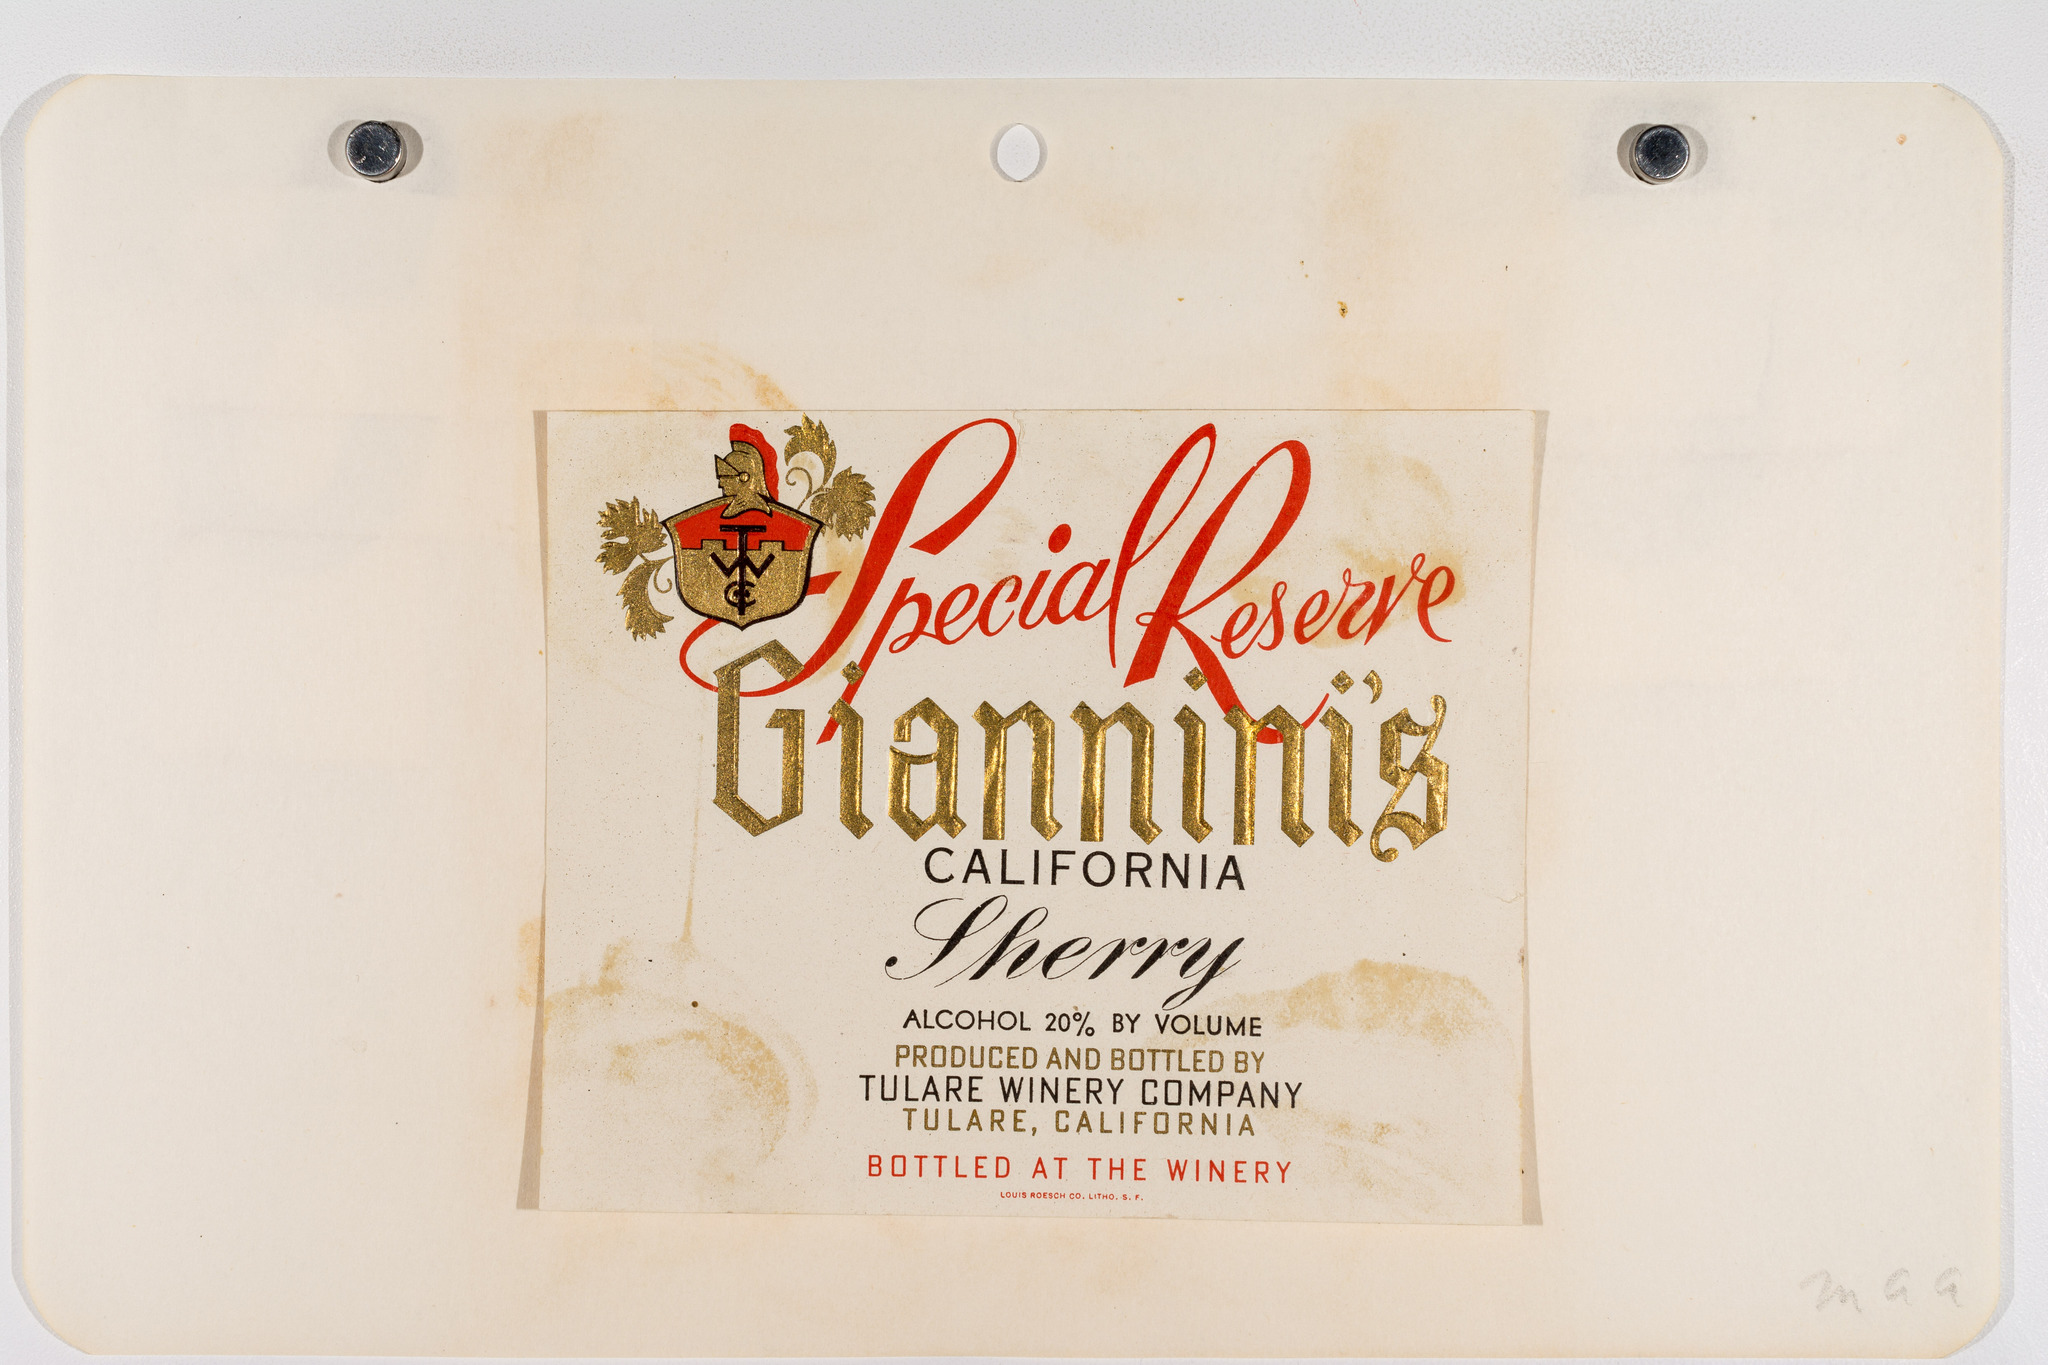 Special Reserve
TWC
Giannini's
CALIFORNIA
Sherry
ALCOHOL 20% BY VOLUME
PRODUCED AND BOTTLED BY
TULARE WINERY COMPANY
TULARE, CALIFORNIA
BOTTLED AT THE WINERY
LOUIS ROESCH CO. LITHO. S. F.